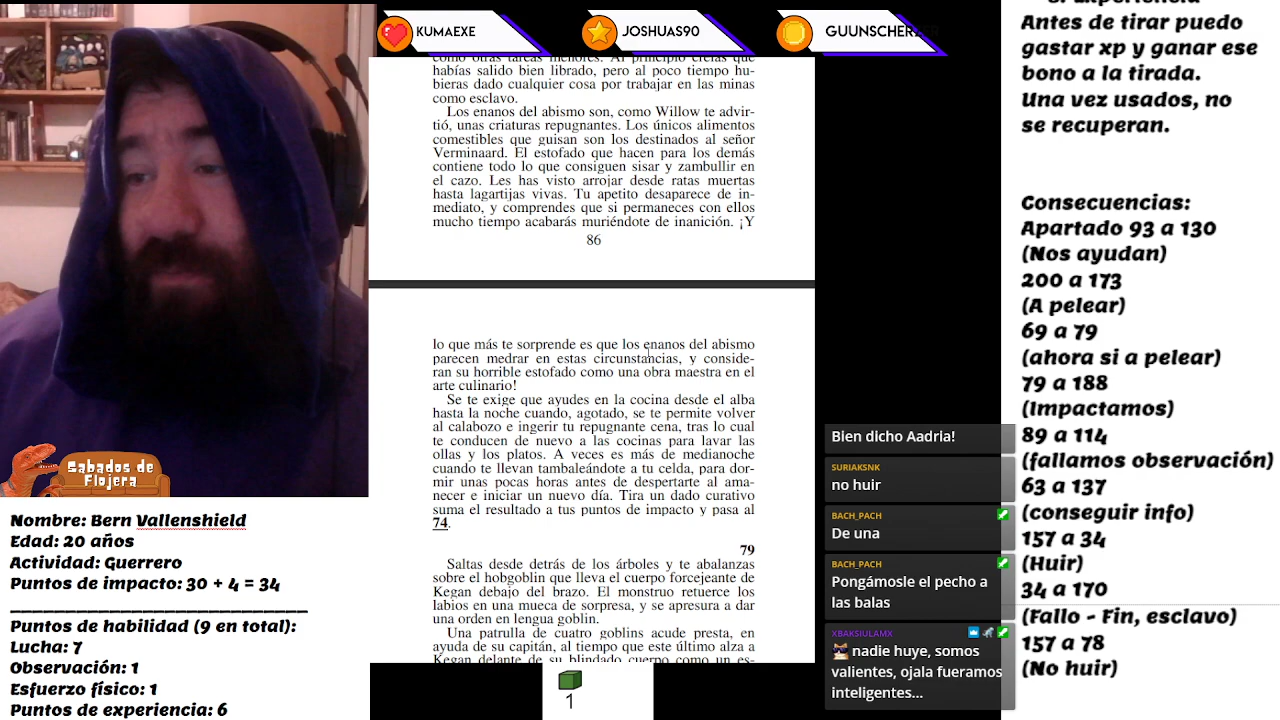 KUMAEXE
JOSHUAS90
GUUNSCHERZER
como otras tareas menores. Al principio creías que
habías salido bien librado, pero al poco tiempo hu-
bieras dado cualquier cosa por trabajar en las minas
como esclavo.
Los enanos del abismo son, como Willow te advir-
tió, unas criaturas repugnantes. Los únicos alimentos
comestibles que guisan son los destinados al señor
Verminaard. El estofado que hacen para los demás
contiene todo lo que consiguen sisar y zambullir en
el cazo. Les has visto arrojar desde ratas muertas
hasta lagartijas vivas. Tu apetito desaparece de in-
mediato, y comprendes que si permaneces con ellos
mucho tiempo acabarás muriéndote de inanición. ¡Y
86
lo que más te sorprende es que los enanos del abismo
parecen medrar en estas circunstancias, y conside-
ran su horrible estofado como una obra maestra en el
arte culinario!
Se te exige que ayudes en la cocina desde el alba
hasta la noche cuando, agotado, se te permite volver
al calabozo e ingerir tu repugnante cena, tras lo cual
te conducen de nuevo a las cocinas para lavar las
ollas y los platos. A veces es más de medianoche
cuando te llevan tambaleándote a tu celda, para dor-
mir unas pocas horas antes de despertarte al ama-
necer e iniciar un nuevo día. Tira un dado curativo
suma el resultado a tus puntos de impacto y pasa al
74.
79
Saltas desde detrás de los árboles y te abalanzas
sobre el hobgoblin que lleva el cuerpo forcejeante de
Kegan debajo del brazo. El monstruo retuerce los
labios en una mueca de sorpresa, y se apresura a dar
una orden en lengua goblin.
Una patrulla de cuatro goblins acude presta, en
ayuda de su capitán, al tiempo que este último alza a
Kegan delante de su blindado cuerpo como un es-
1
Sabados de
Flojera
Nombre: Bern Vallenshield
Edad: 20 años
Actividad: Guerrero
Puntos de impacto: 30 + 4 = 34
Puntos de habilidad (9 en total):
Lucha: 7
Observación: 1
Esfuerzo físico: 1
Puntos de experiencia: 6
Bien dicho Aadria!
SURIAKSNK
no huir
BACH_PACH
De una
BACH_PACH
Pongámosle el pecho a
las balas
XBAKSIULAMX
nadie huye, somos
valientes, ojala fueramos
inteligentes...
Experiencia
Antes de tirar puedo
gastar xp y ganar ese
bono a la tirada.
Una vez usados, no
se recuperan.
Consecuencias:
Apartado 93 a 130
(Nos ayudan)
200 a 173
(A pelear)
69 a 79
(ahora si a pelear)
79 a 188
(Impactamos)
89 a 114
(fallamos observación)
63 a 137
(conseguir info)
157 a 34
(Huir)
34 a 170
(Fallo - Fin, esclavo)
157 a 78
(No huir)